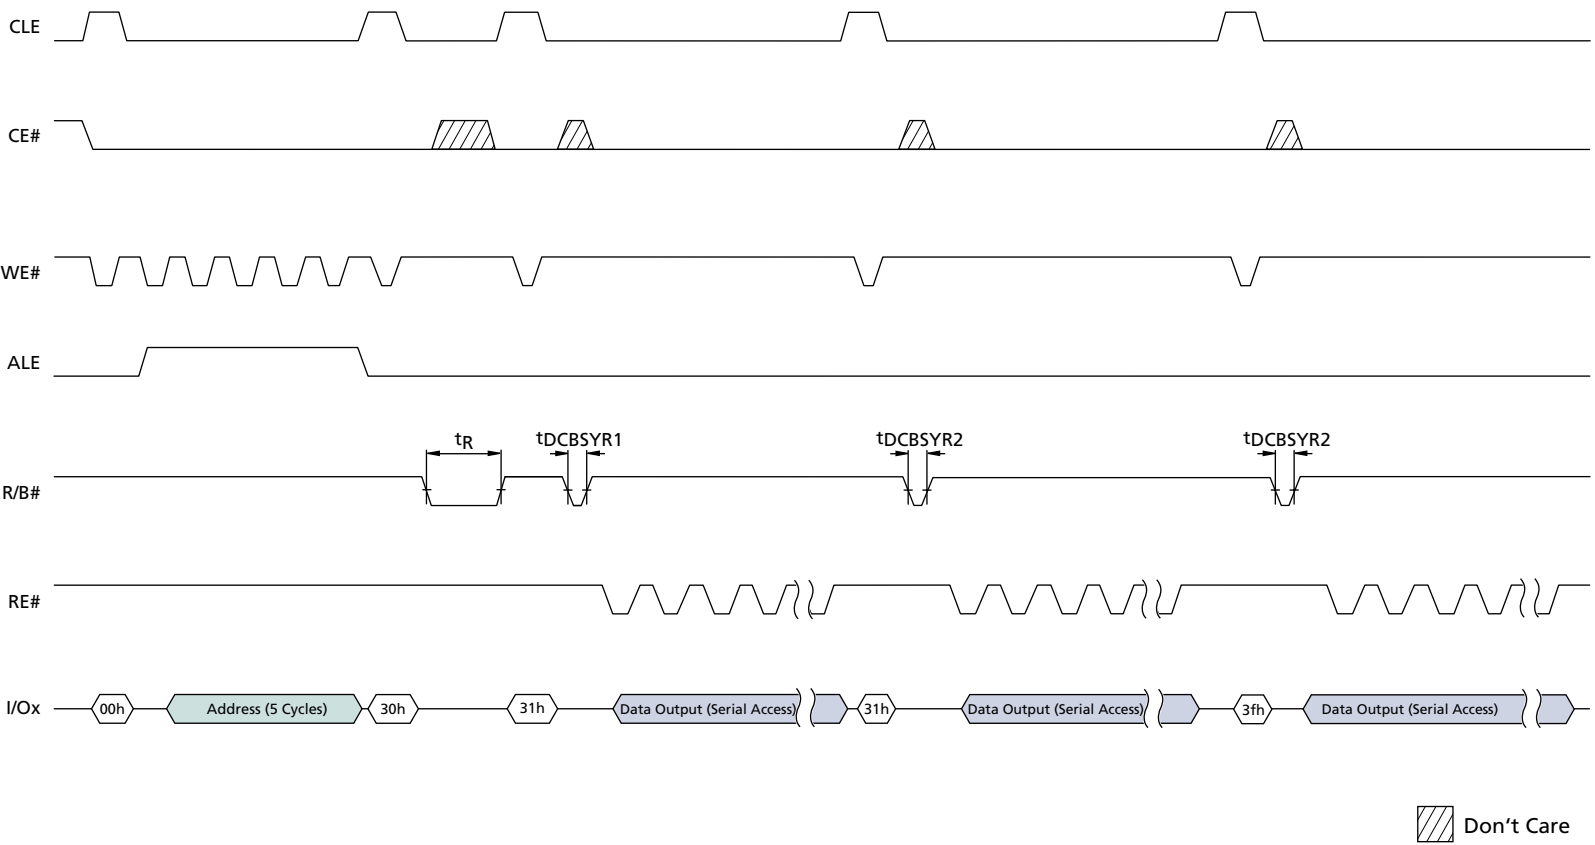 CLE
CE#
WE#
ALE
tR tDCBSYR1 tDCBSYR2 tDCBSYR2
R/B#
RE#
I/Ox 00h Address (5 Cycles) 30h 31h Data Output (Serial Access) 31h Data Output (Serial Access) 3fh Data Output (Serial Access)
Don't Care